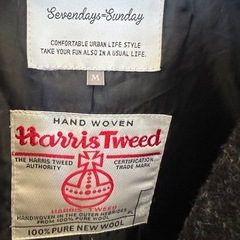 Sevendays=Sunday
COMFORTABLE URBAN LIFE STYLE
TAKE YOUR FUN ALSO IN A USUAL LIFE.
M
HAND WOVEN
Harris Tweed
THE HARRIS TWEED AUTHORITY
CERTIFICATION TRADE MARK
HARRIS TWEED
HANDWOVEN IN THE OUTER HEBRIDES
FROM 100% PURE WOOL
100% PURE NEW WOOL